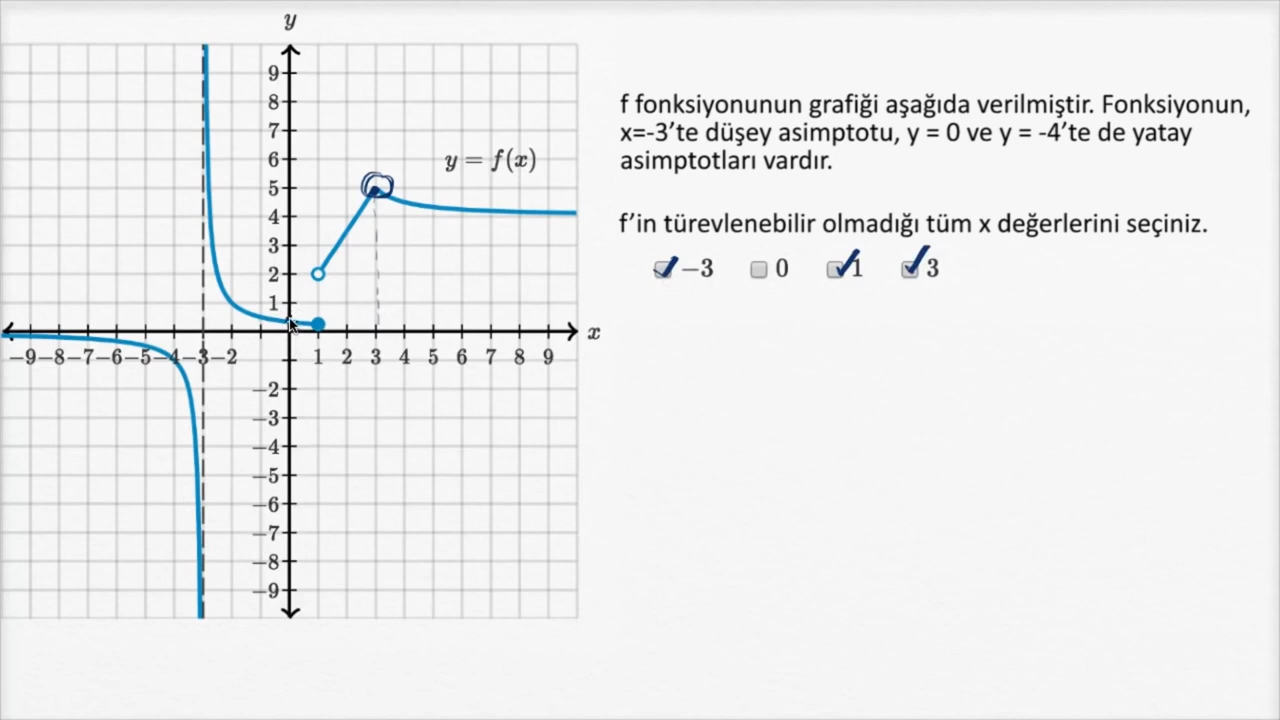 y
9
8
7
6
5
4
3
2
1
y = f(x)
x
−9 −8 −7 −6 −5 −4 −3 −2 1 2 3 4 5 6 7 8 9
−2
−3
−4
−5
−6
−7
−8
−9
f fonksiyonunun grafiği aşağıda verilmiştir. Fonksiyonun,
x=-3’te düşey asimptotu, y = 0 ve y = -4’te de yatay
asimptotları vardır.
f’in türevlenebilir olmadığı tüm x değerlerini seçiniz.
−3 0 1 3